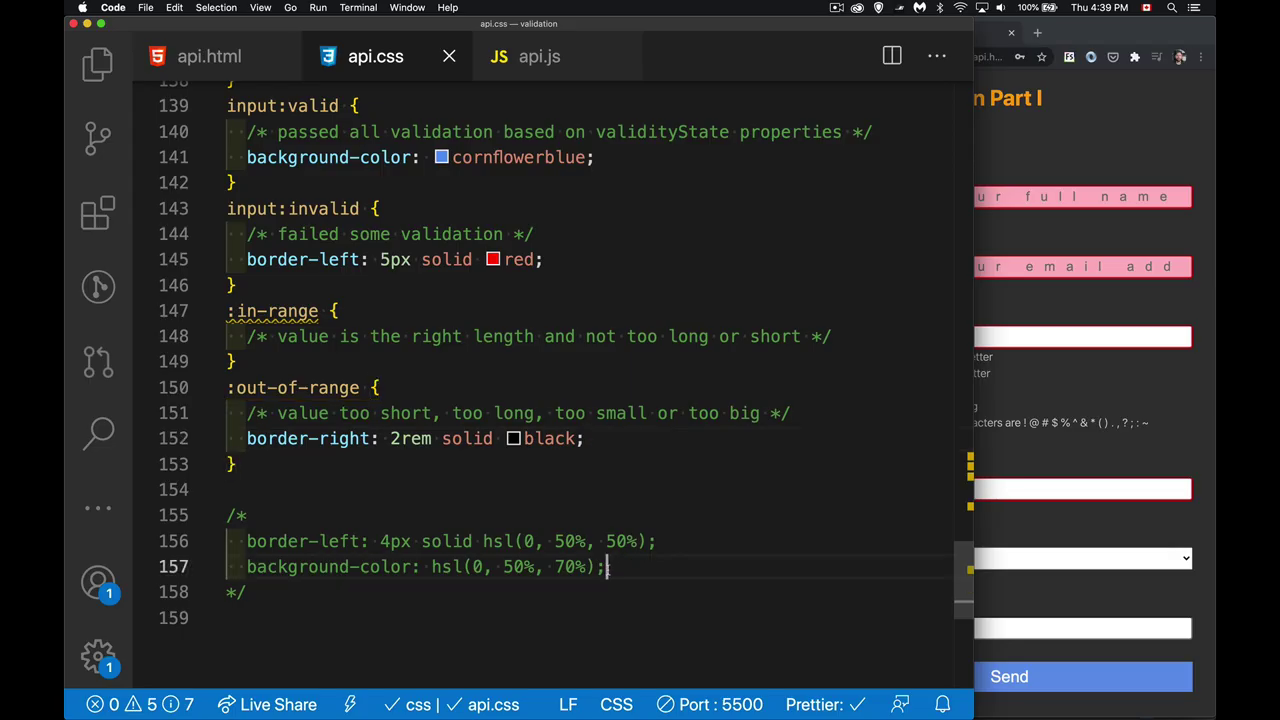 Code File Edit Selection View Go Run Terminal Window Help 100% Thu 4:39 PM
api.css — validation
api.html api.css JS api.js
139 input:valid {
140 /* passed all validation based on validityState properties */
141 background-color: cornflowerblue;
142 }
143 input:invalid {
144 /* failed some validation */
145 border-left: 5px solid red;
146 }
147 :in-range {
148 /* value is the right length and not too long or short */
149 }
150 :out-of-range {
151 /* value too short, too long, too small or too big */
152 border-right: 2rem solid black;
153 }
154
155 /*
156 border-left: 4px solid hsl(0, 50%, 50%);
157 background-color: hsl(0, 50%, 70%);
158 */
159
1
1
0 5 7 Live Share css | api.css LF CSS Port : 5500 Prettier:
api.h...
n Part I
ur full name
ur email add
etter
tter
g
acters are ! @ # $ % ^ & * ( ) . , ? ; : ~
Send